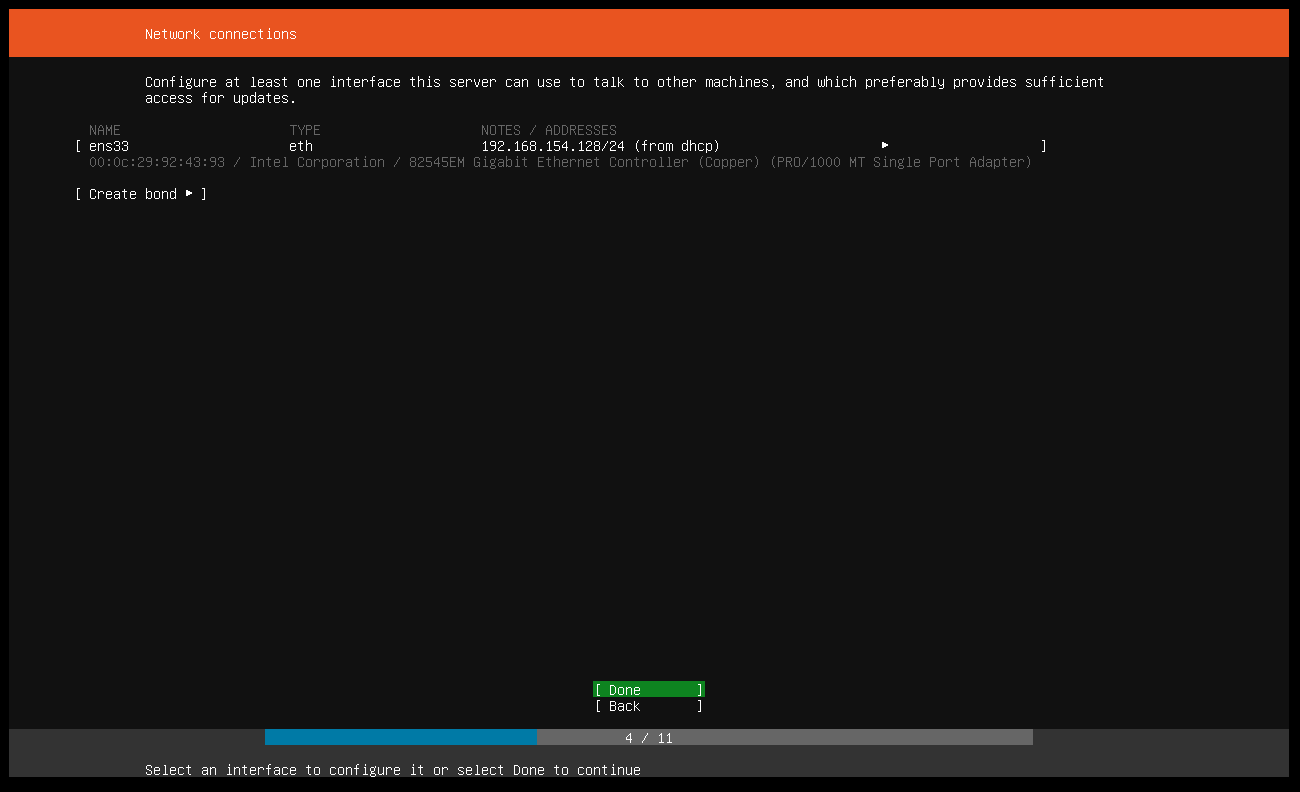 Network connections
Configure at least one interface this server can use to talk to other machines, and which preferably provides sufficient
access for updates.
NAME TYPE NOTES / ADDRESSES
[ ens33 eth 192.168.154.128/24 (from dhcp) ▸ ]
00:0c:29:92:43:93 / Intel Corporation / 82545EM Gigabit Ethernet Controller (Copper) (PRO/1000 MT Single Port Adapter)
[ Create bond ▸ ]
[ Done ]
[ Back ]
4 / 11
Select an interface to configure it or select Done to continue